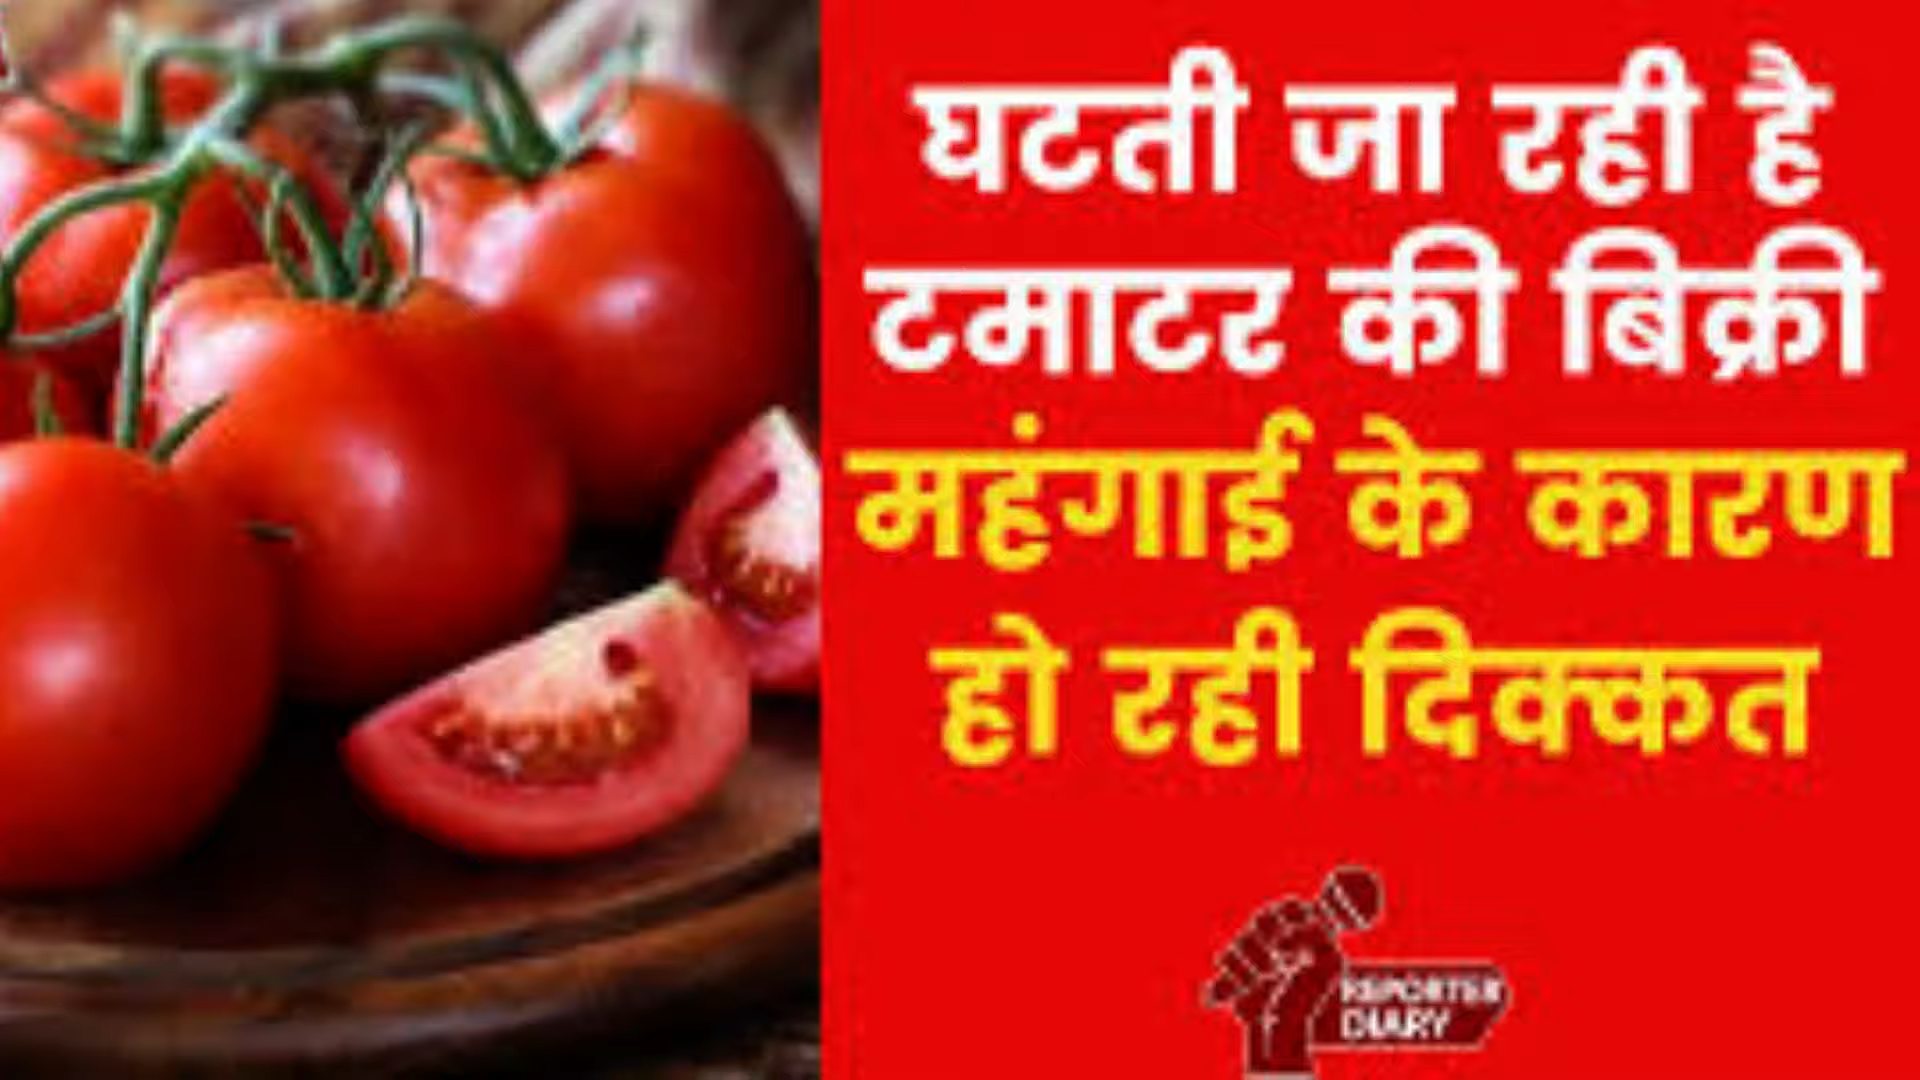 घटती जा रही है
टमाटर की बिक्री
महंगाई के कारण
हो रही दिक्कत
REPORTER
DIARY